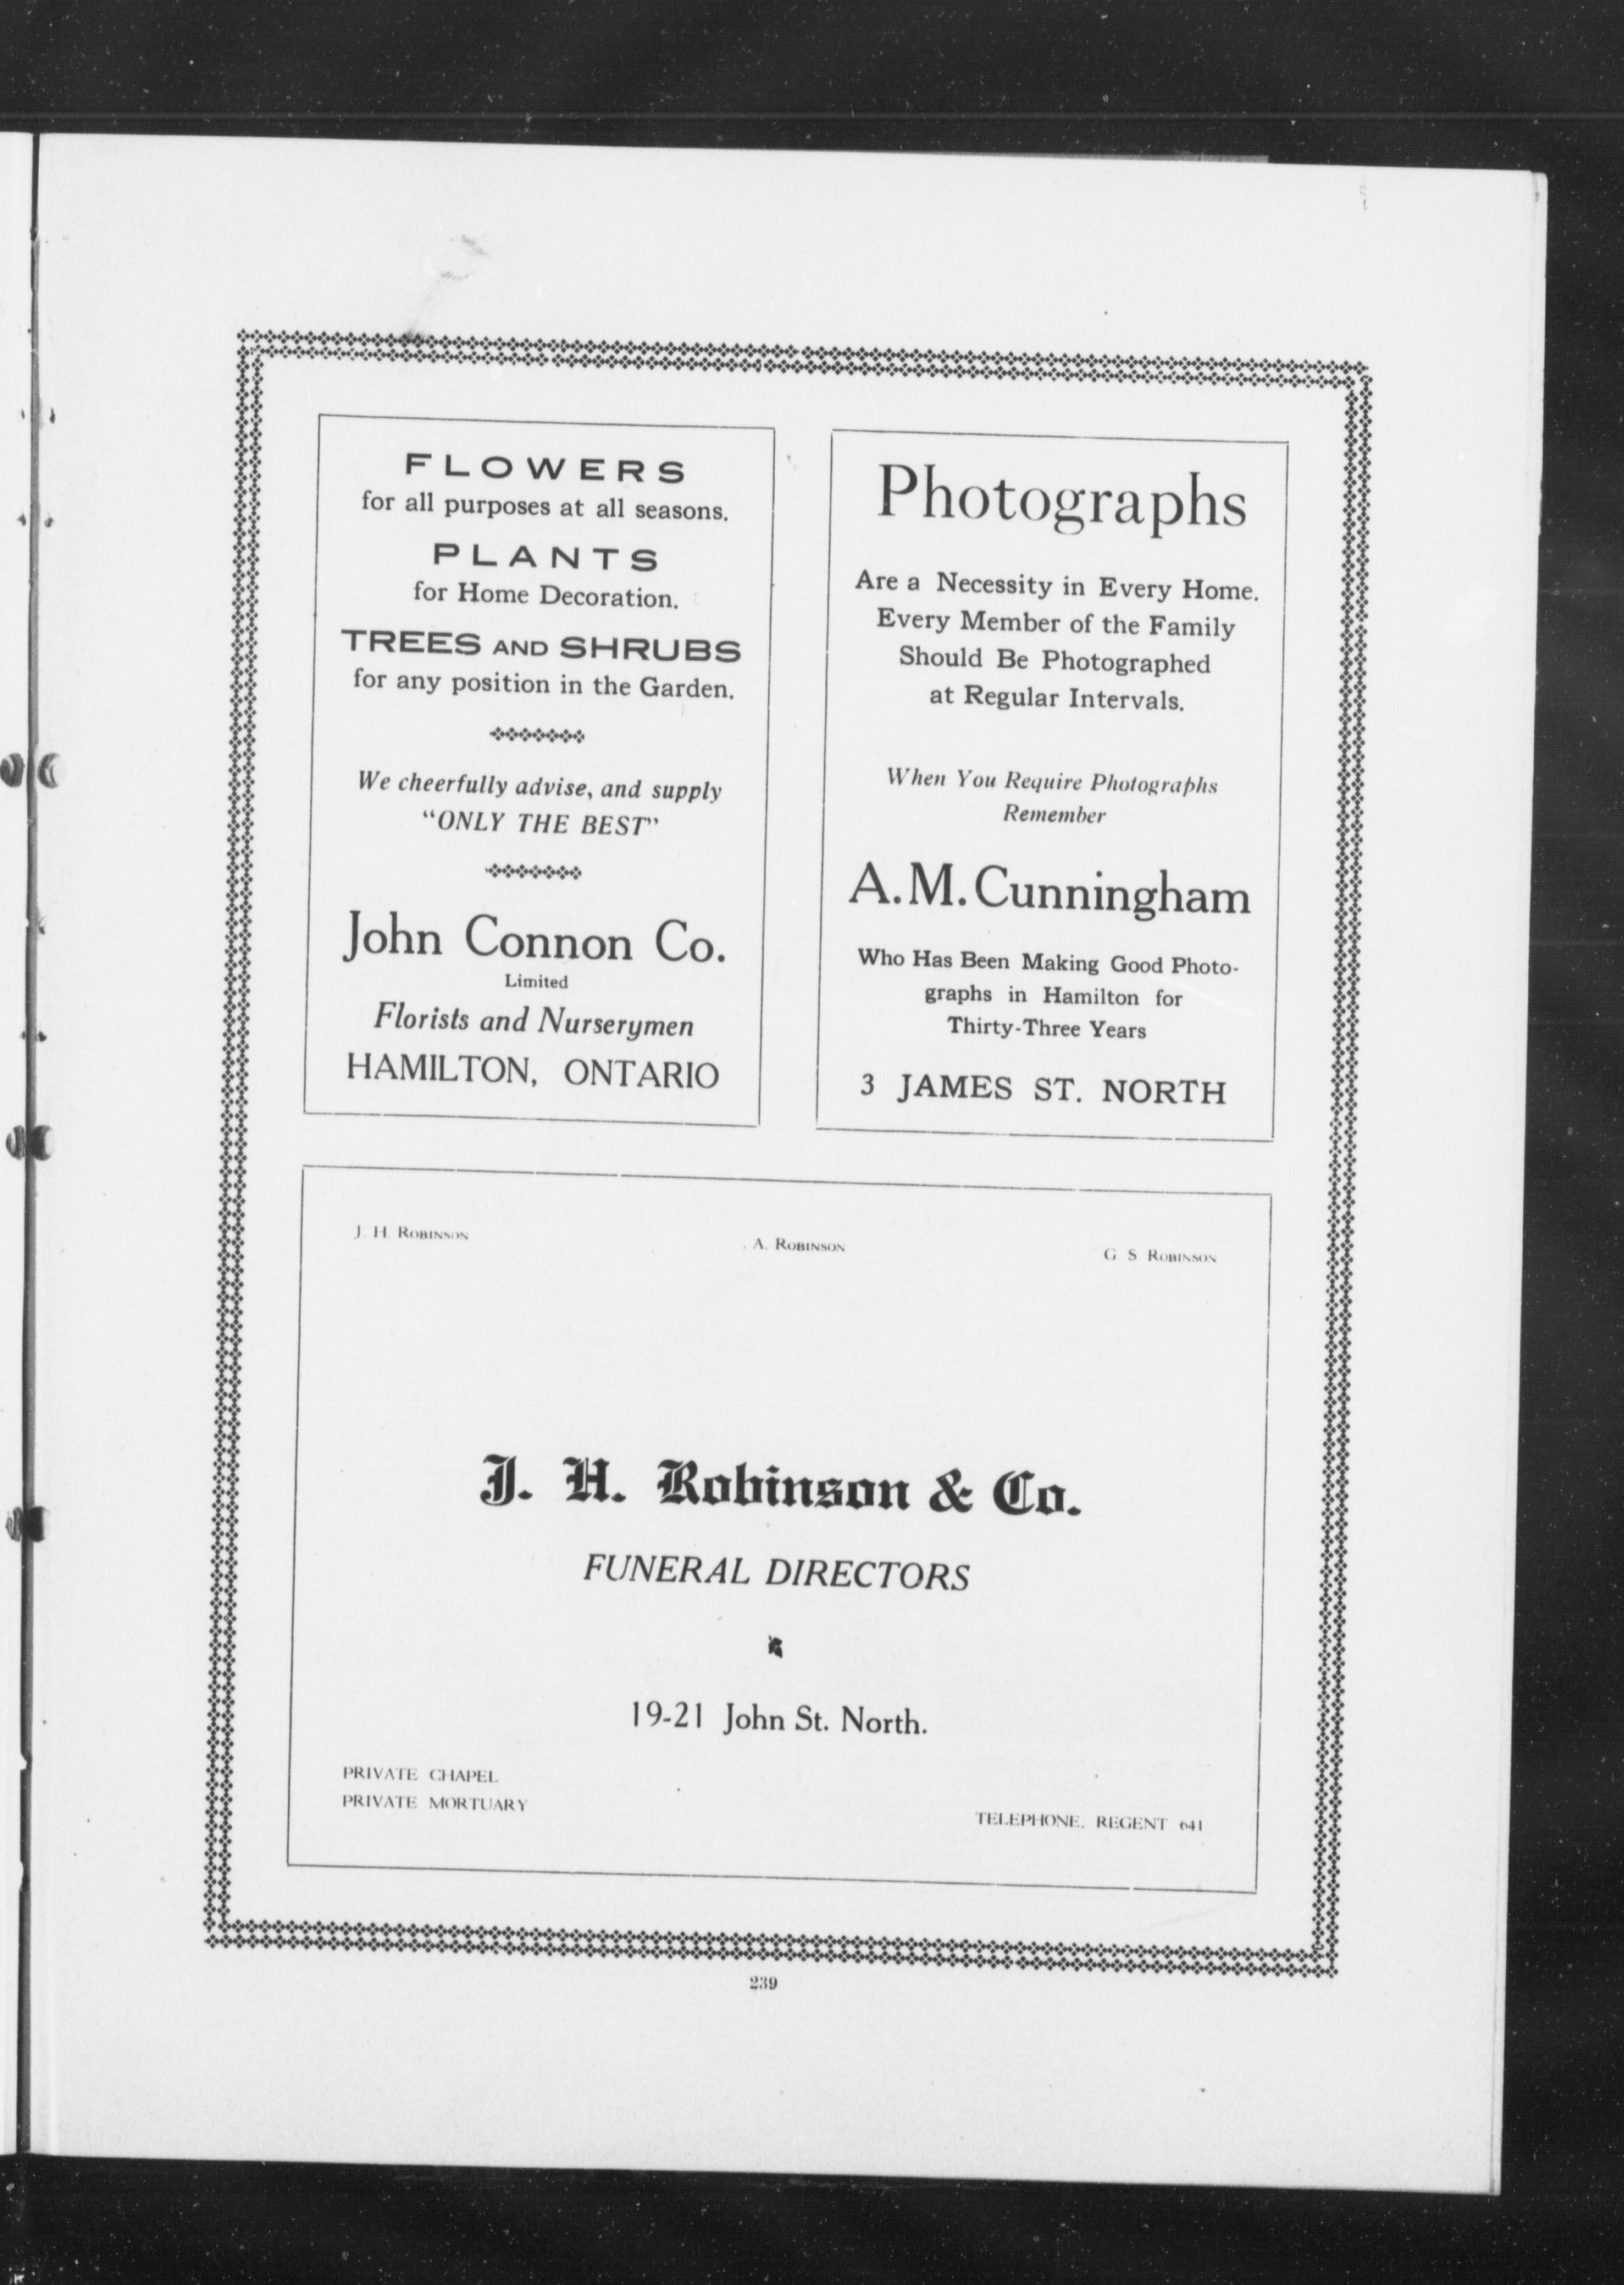 FLOWERS
for all purposes at all seasons.
PLANTS
for Home Decoration.
TREES AND SHRUBS
for any position in the Garden.
We cheerfully advise, and supply
"ONLY THE BEST"
John Connon Co.
Limited
Florists and Nurserymen
HAMILTON, ONTARIO
Photographs
Are a Necessity in Every Home.
Every Member of the Family
Should Be Photographed
at Regular Intervals.
When You Require Photographs
Remember
A. M. Cunningham
Who Has Been Making Good Photo-
graphs in Hamilton for
Thirty-Three Years
3 JAMES ST. NORTH
J. H. ROBINSON
. A. ROBINSON
G S ROBINSON
J. H. Robinson & Co.
FUNERAL DIRECTORS
19-21 John St. North.
PRIVATE CHAPEL
PRIVATE MORTUARY
TELEPHONE, REGENT 641
239